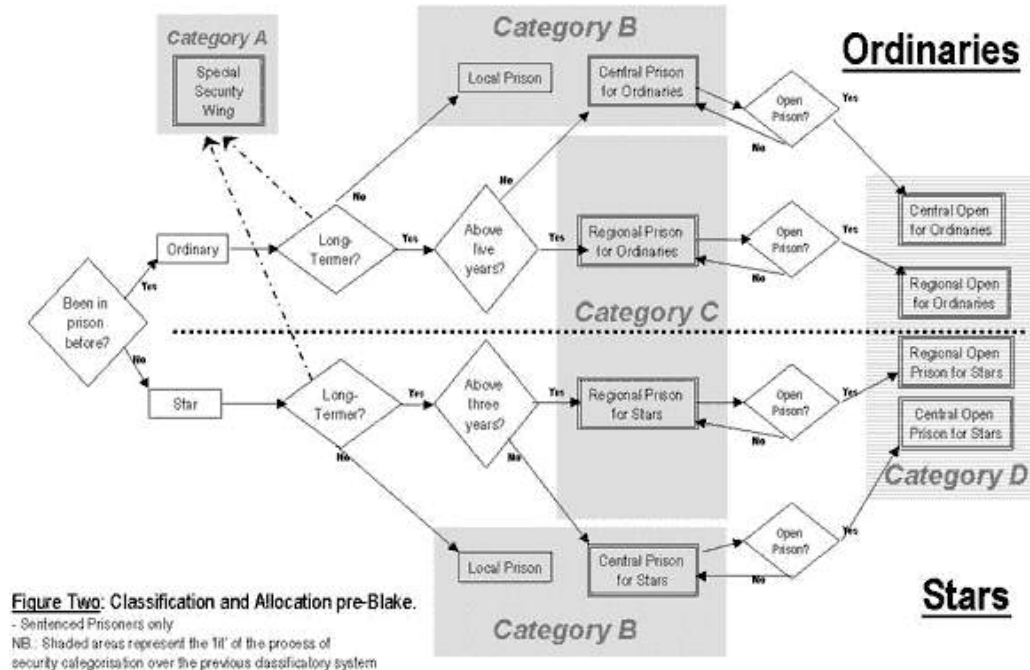 Category A
Special
Security
Wing
Category B
Local Prison
Central Prison
for Ordinaries
Open
Prison?
Yes
No
Ordinaries
Central Open
for Ordinaries
No
No
Ordinary
Long-
Termer?
Yes
Above
five
years?
Yes
Regional Prison
for Ordinaries
Open
Prison?
Yes
No
Regional Open
for Ordinaries
Been in
prison
before?
Yes
No
Category C
Star
Long-
Termer?
Yes
No
Above
three
years?
Yes
No
Regional Prison
for Stars
Open
Prison?
Yes
No
Regional Open
Prison for Stars
Central Open
Prison for Stars
Category D
Local Prison
Central Prison
for Stars
Open
Prison?
Yes
No
Category B
Stars
Figure Two: Classification and Allocation pre-Blake.
- Sentenced Prisoners only
NB.: Shaded areas represent the 'fit' of the process of
security categorisation over the previous classificatory system